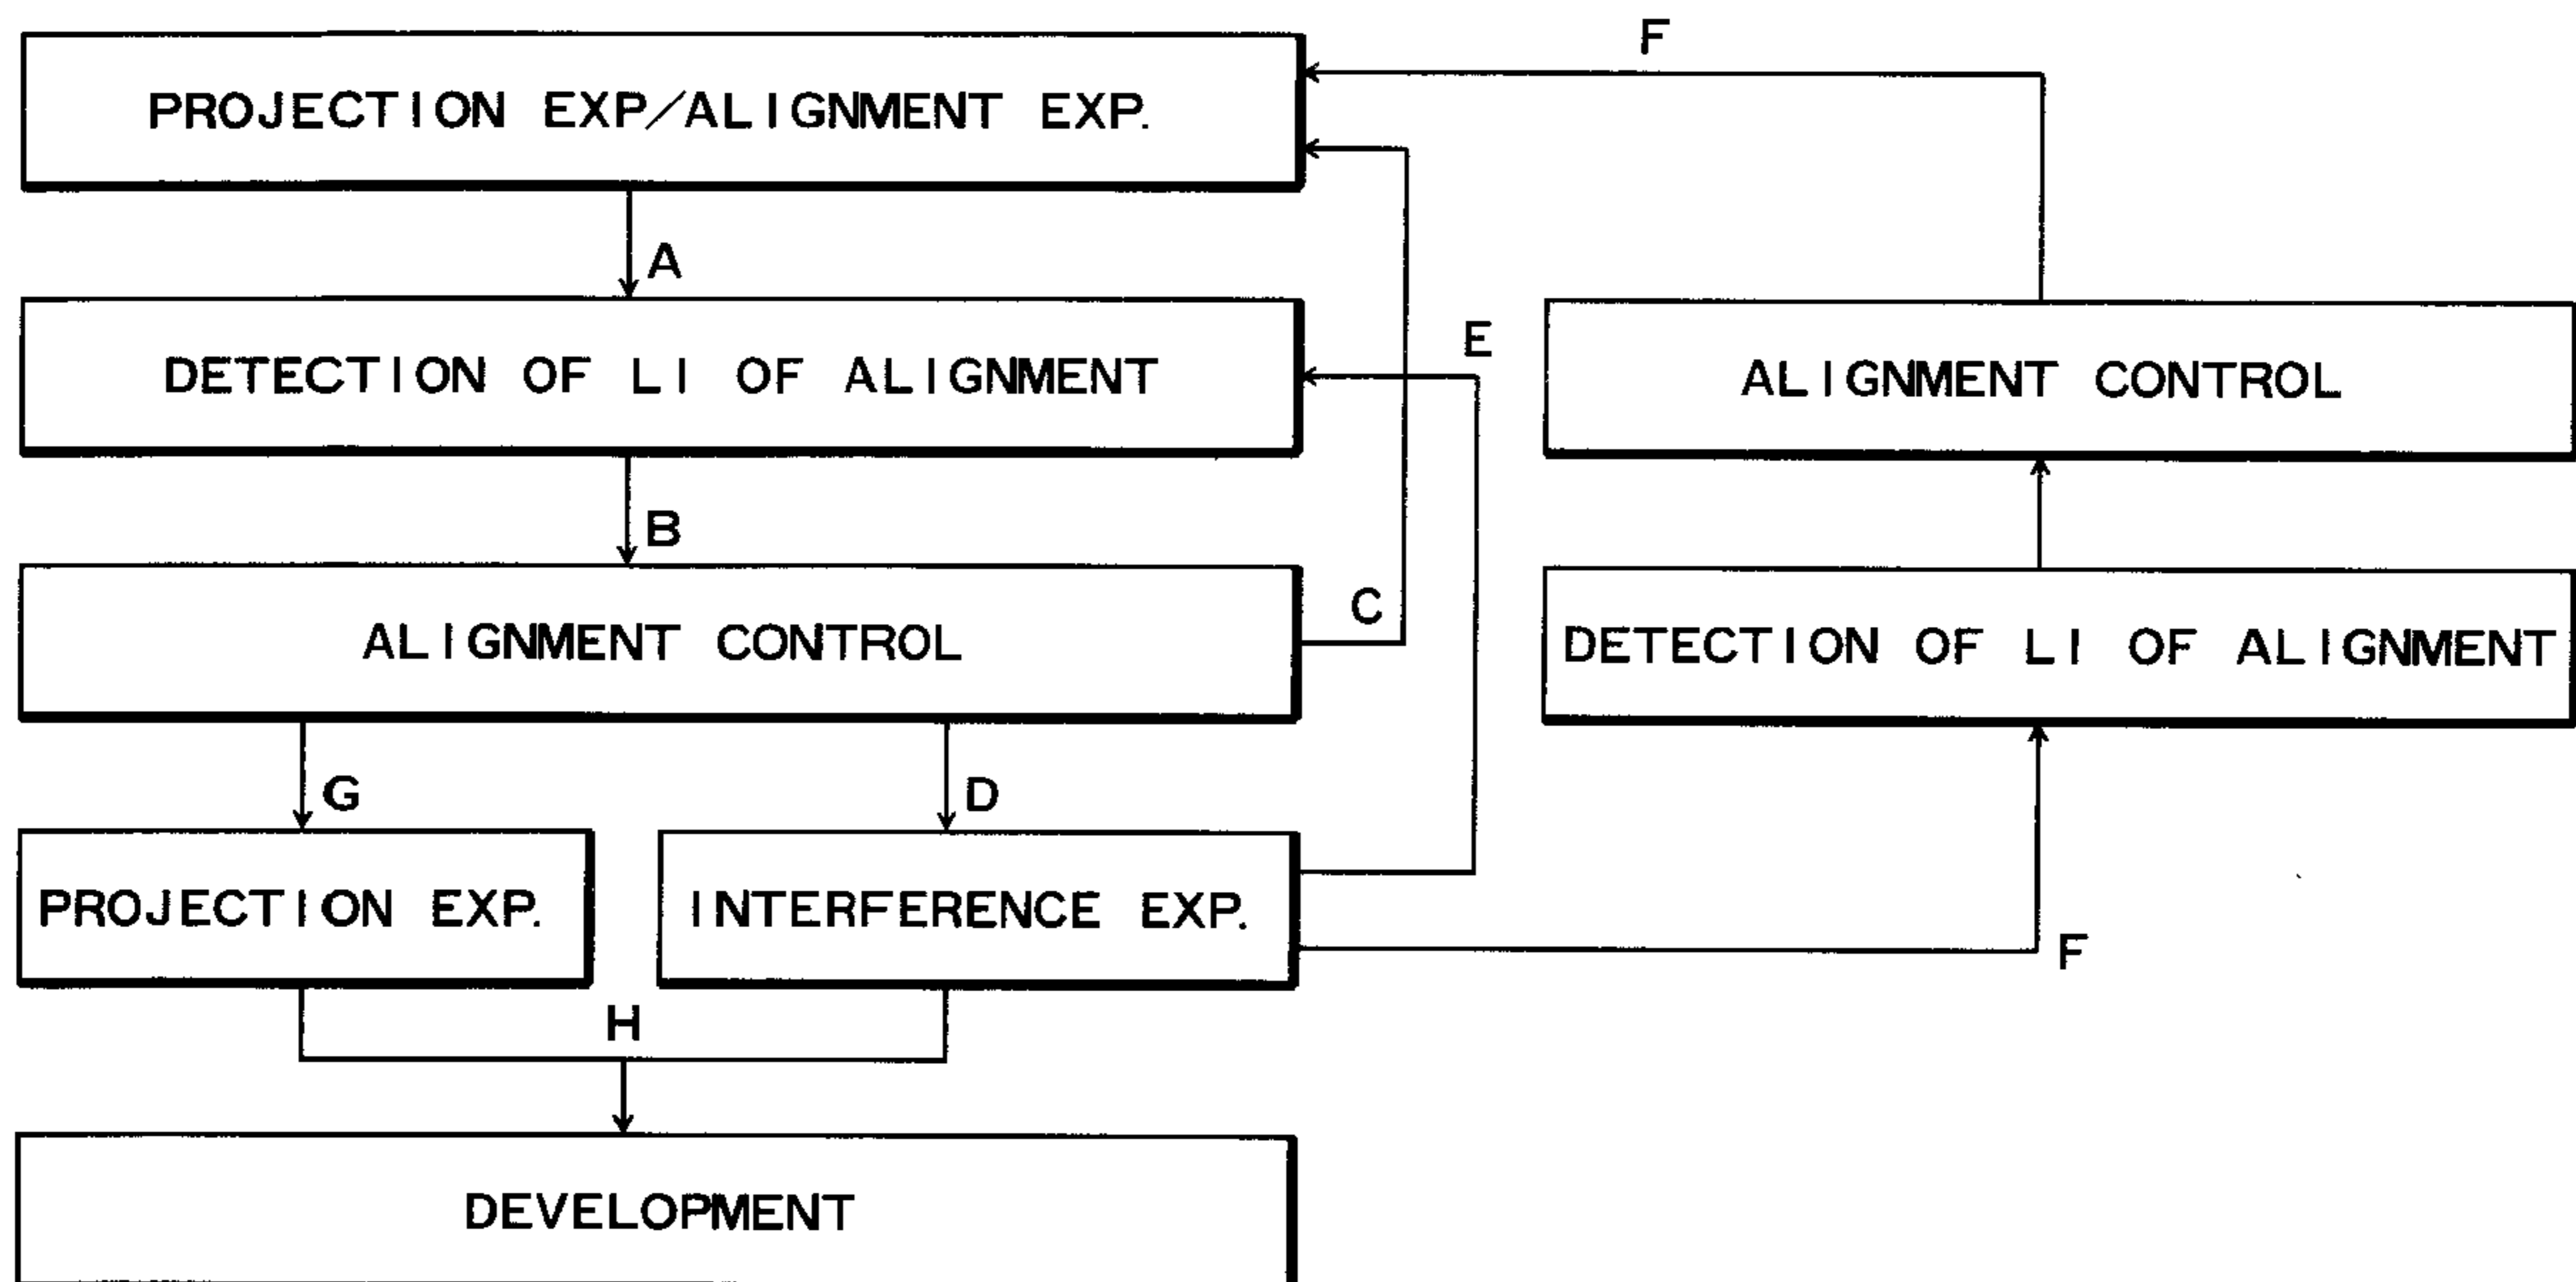 F
PROJECTION EXP/ALIGNMENT EXP.
A
DETECTION OF LI OF ALIGNMENT
E
ALIGNMENT CONTROL
B
ALIGNMENT CONTROL
C
DETECTION OF LI OF ALIGNMENT
G
D
PROJECTION EXP.
INTERFERENCE EXP.
F
H
DEVELOPMENT